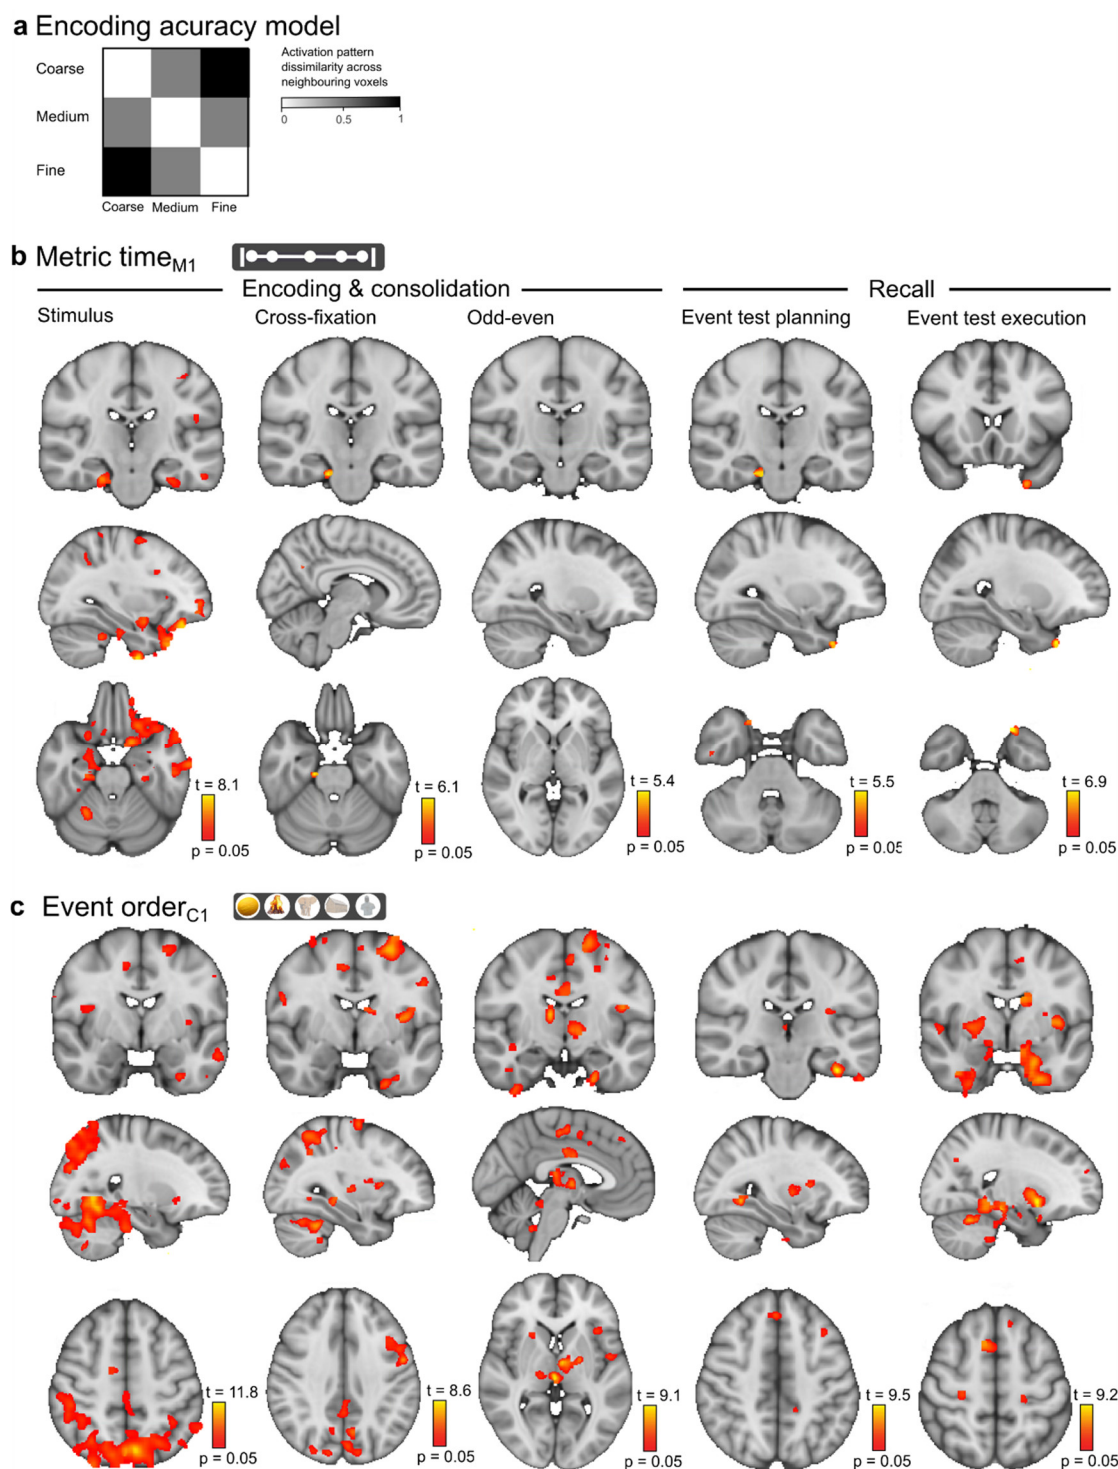 a Encoding acuracy model
Coarse
Medium
Fine
Coarse Medium Fine
Activation pattern
dissimilarity across
neighbouring voxels
0 0.5 1
b Metric timeM1
Encoding & consolidation Recall
Stimulus Cross-fixation Odd-even Event test planning Event test execution
t = 8.1
p = 0.05
t = 6.1
p = 0.05
t = 5.4
p = 0.05
t = 5.5
p = 0.05
t = 6.9
p = 0.05
c Event orderC1
t = 11.8
p = 0.05
t = 8.6
p = 0.05
t = 9.1
p = 0.05
t = 9.5
p = 0.05
t = 9.2
p = 0.05